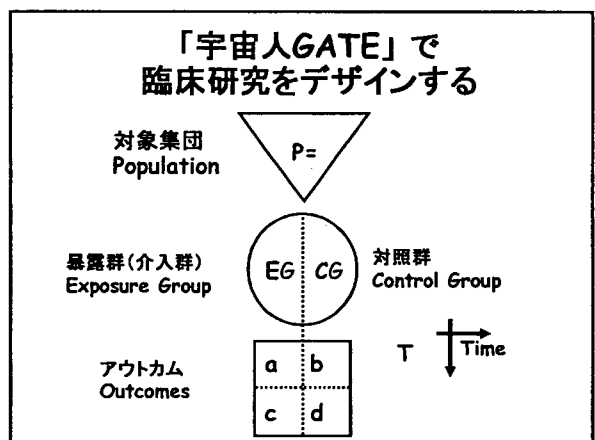 「宇宙人GATE」で
臨床研究をデザインする
対象集団
Population
P=
暴露群(介入群)
Exposure Group
EG
CG
対照群
Control Group
アウトカム
Outcomes
a
b
c
d
T
Time